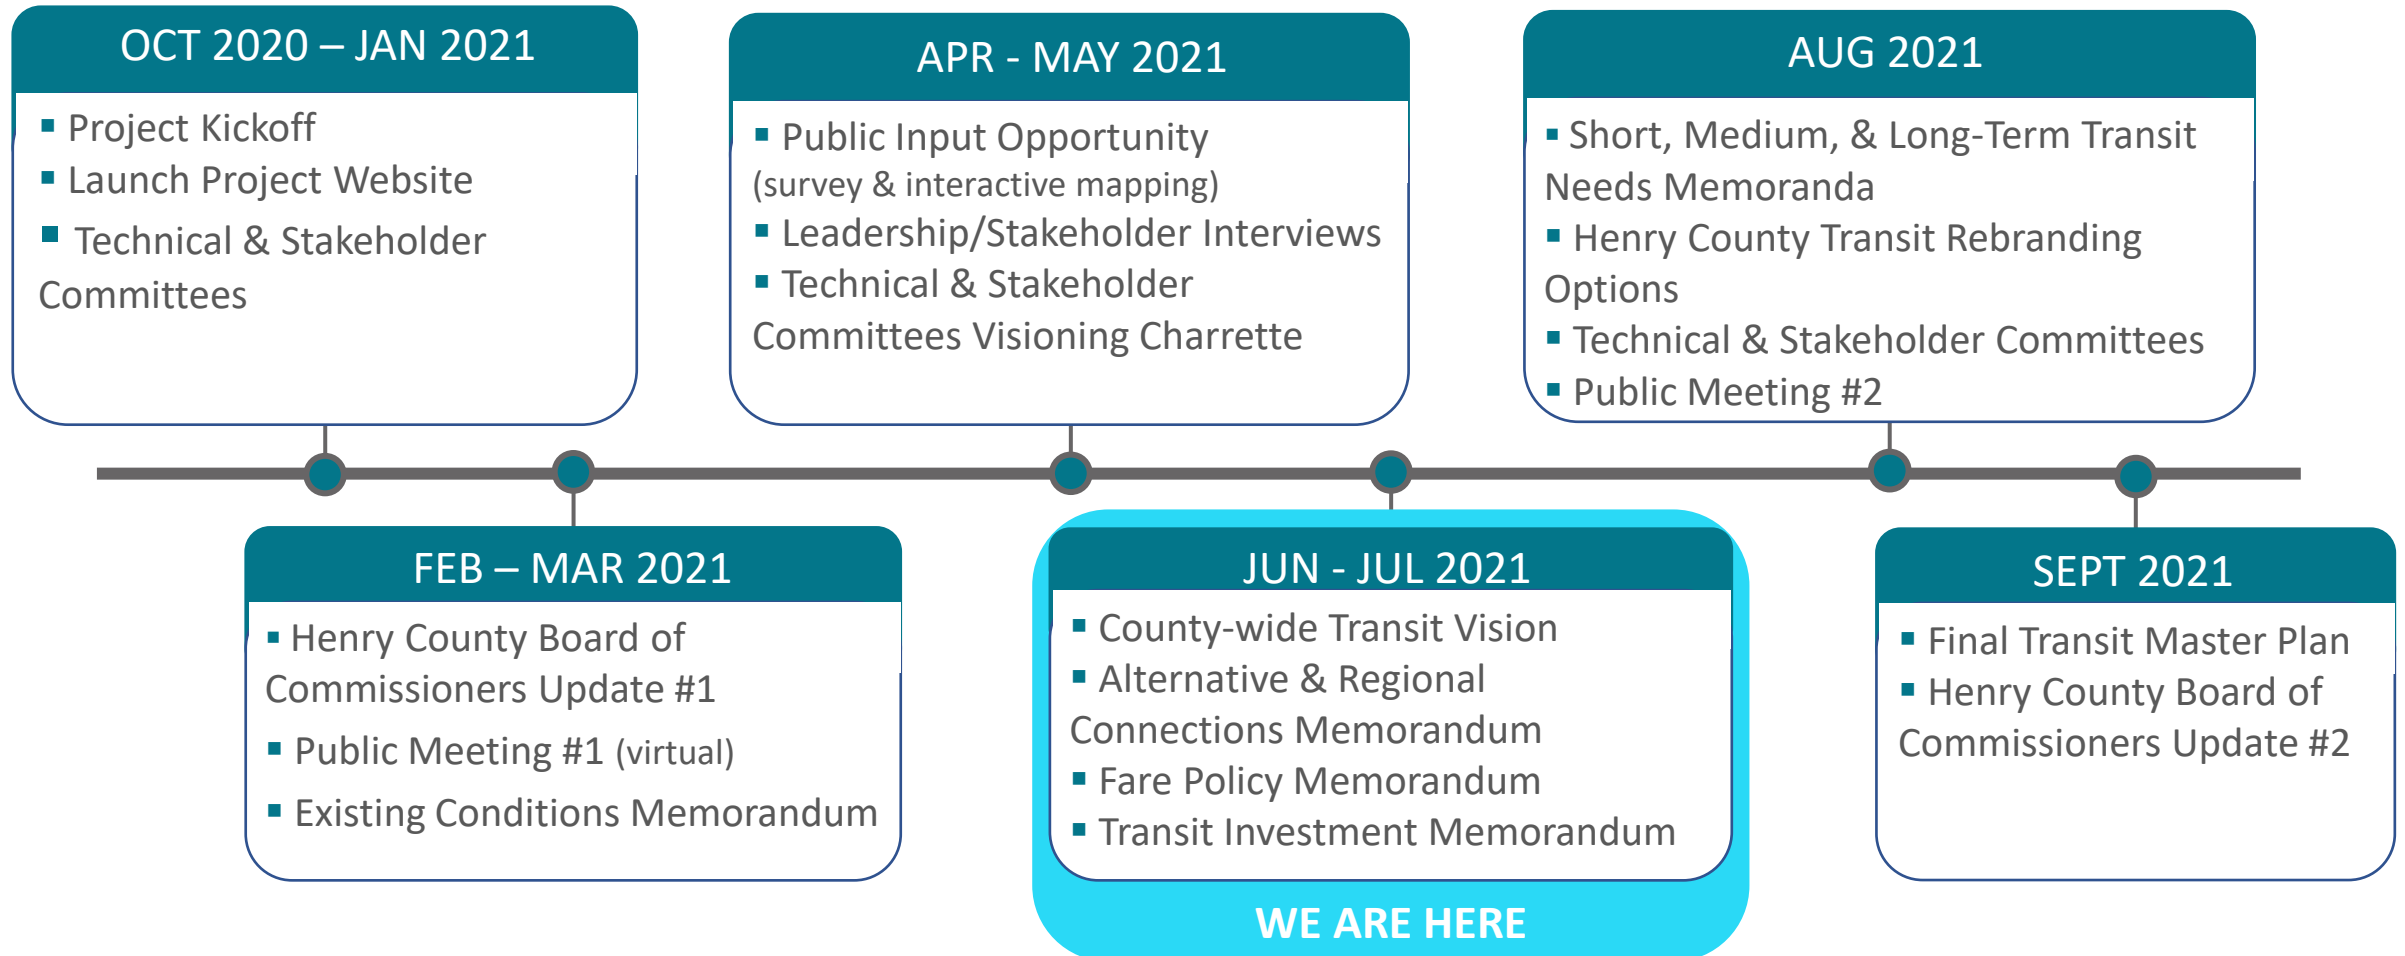 OCT 2020 – JAN 2021
▪ Project Kickoff
▪ Launch Project Website
▪ Technical & Stakeholder
Committees
FEB – MAR 2021
▪ Henry County Board of
Commissioners Update #1
▪ Public Meeting #1 (virtual)
▪ Existing Conditions Memorandum
APR - MAY 2021
▪ Public Input Opportunity
(survey & interactive mapping)
▪ Leadership/Stakeholder Interviews
▪ Technical & Stakeholder
Committees Visioning Charrette
JUN - JUL 2021
▪ County-wide Transit Vision
▪ Alternative & Regional
Connections Memorandum
▪ Fare Policy Memorandum
▪ Transit Investment Memorandum
WE ARE HERE
AUG 2021
▪ Short, Medium, & Long-Term Transit
Needs Memoranda
▪ Henry County Transit Rebranding
Options
▪ Technical & Stakeholder Committees
▪ Public Meeting #2
SEPT 2021
▪ Final Transit Master Plan
▪ Henry County Board of
Commissioners Update #2